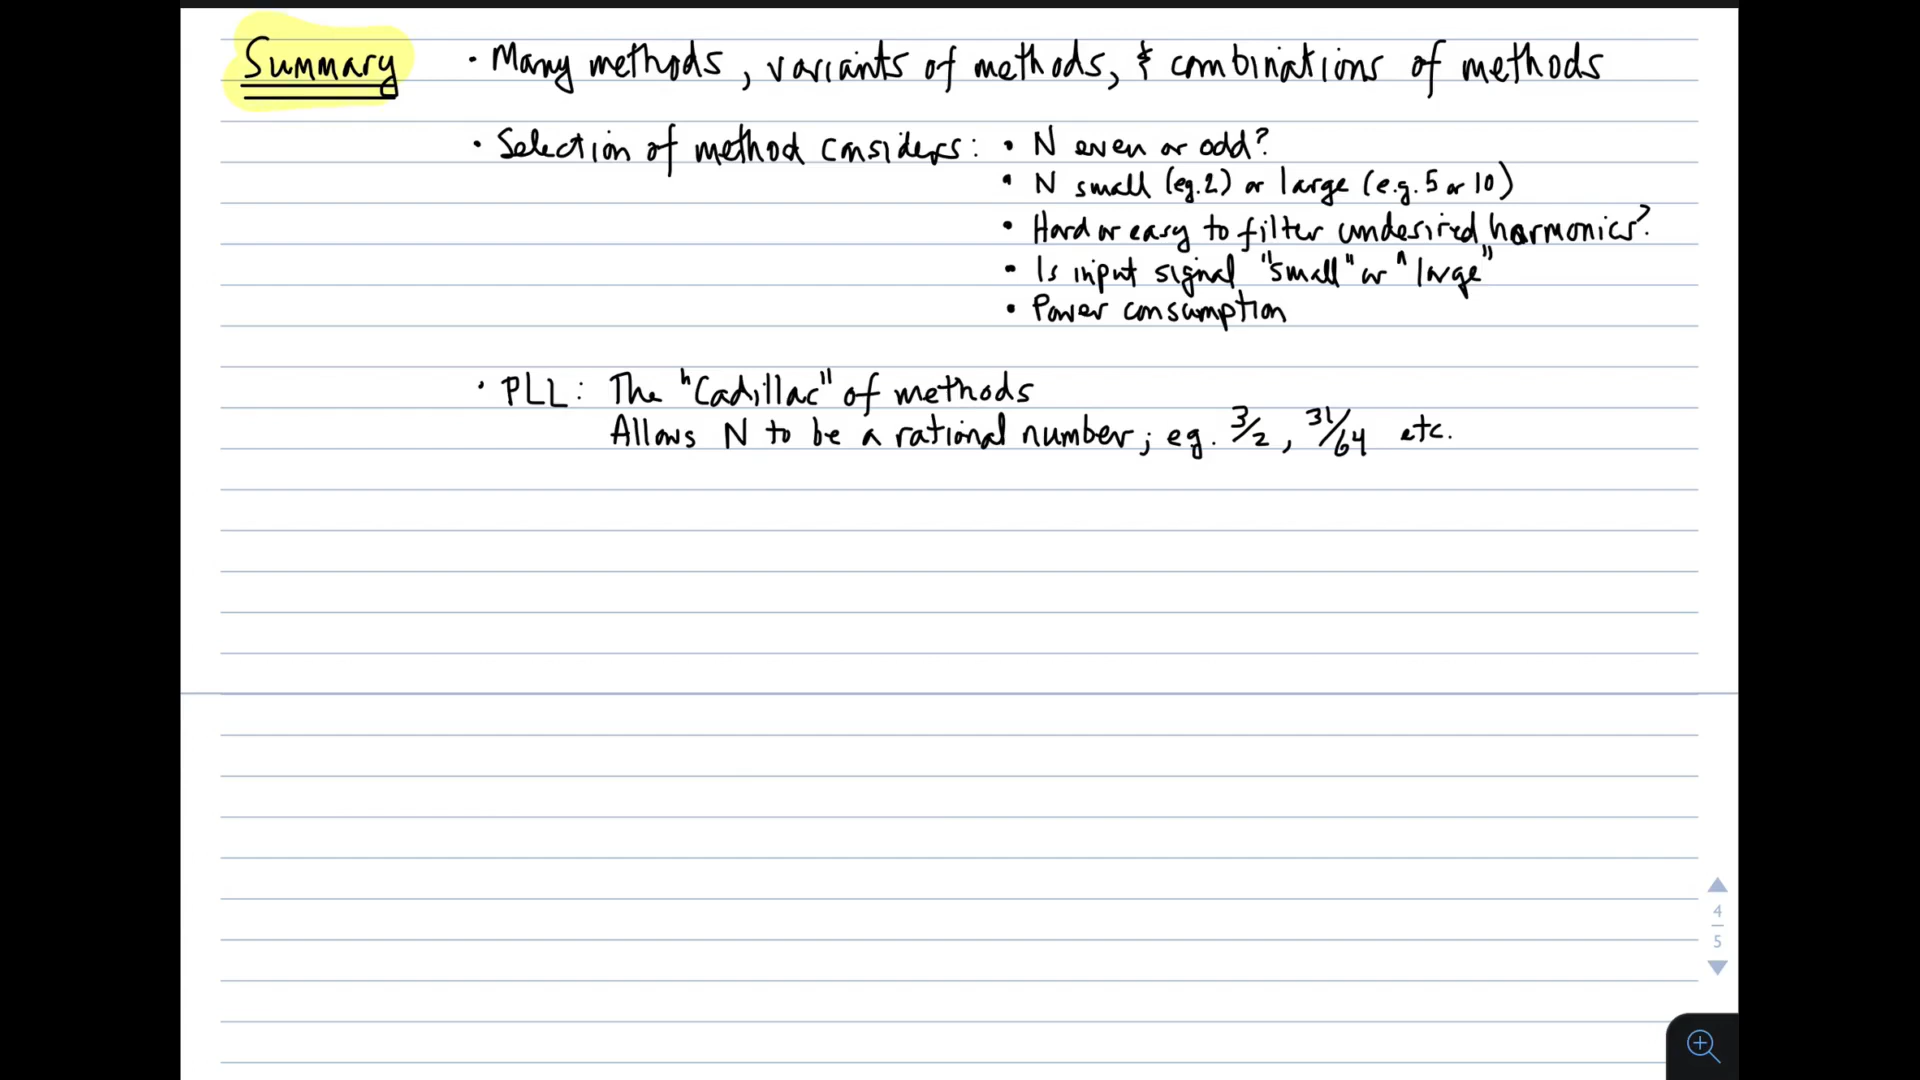 Summary • Many methods, variants of methods, & combinations of methods
• Selection of method considers: • N even or odd?
• N small (eg. 2) or large (e.g. 5 or 10)
• Hard or easy to filter undesired harmonics?
• Is input signal "small" or "large"
• Power consumption
• PLL: The "Cadillac" of methods
Allows N to be a rational number; eg. 3/2, 31/64 etc.
4
5